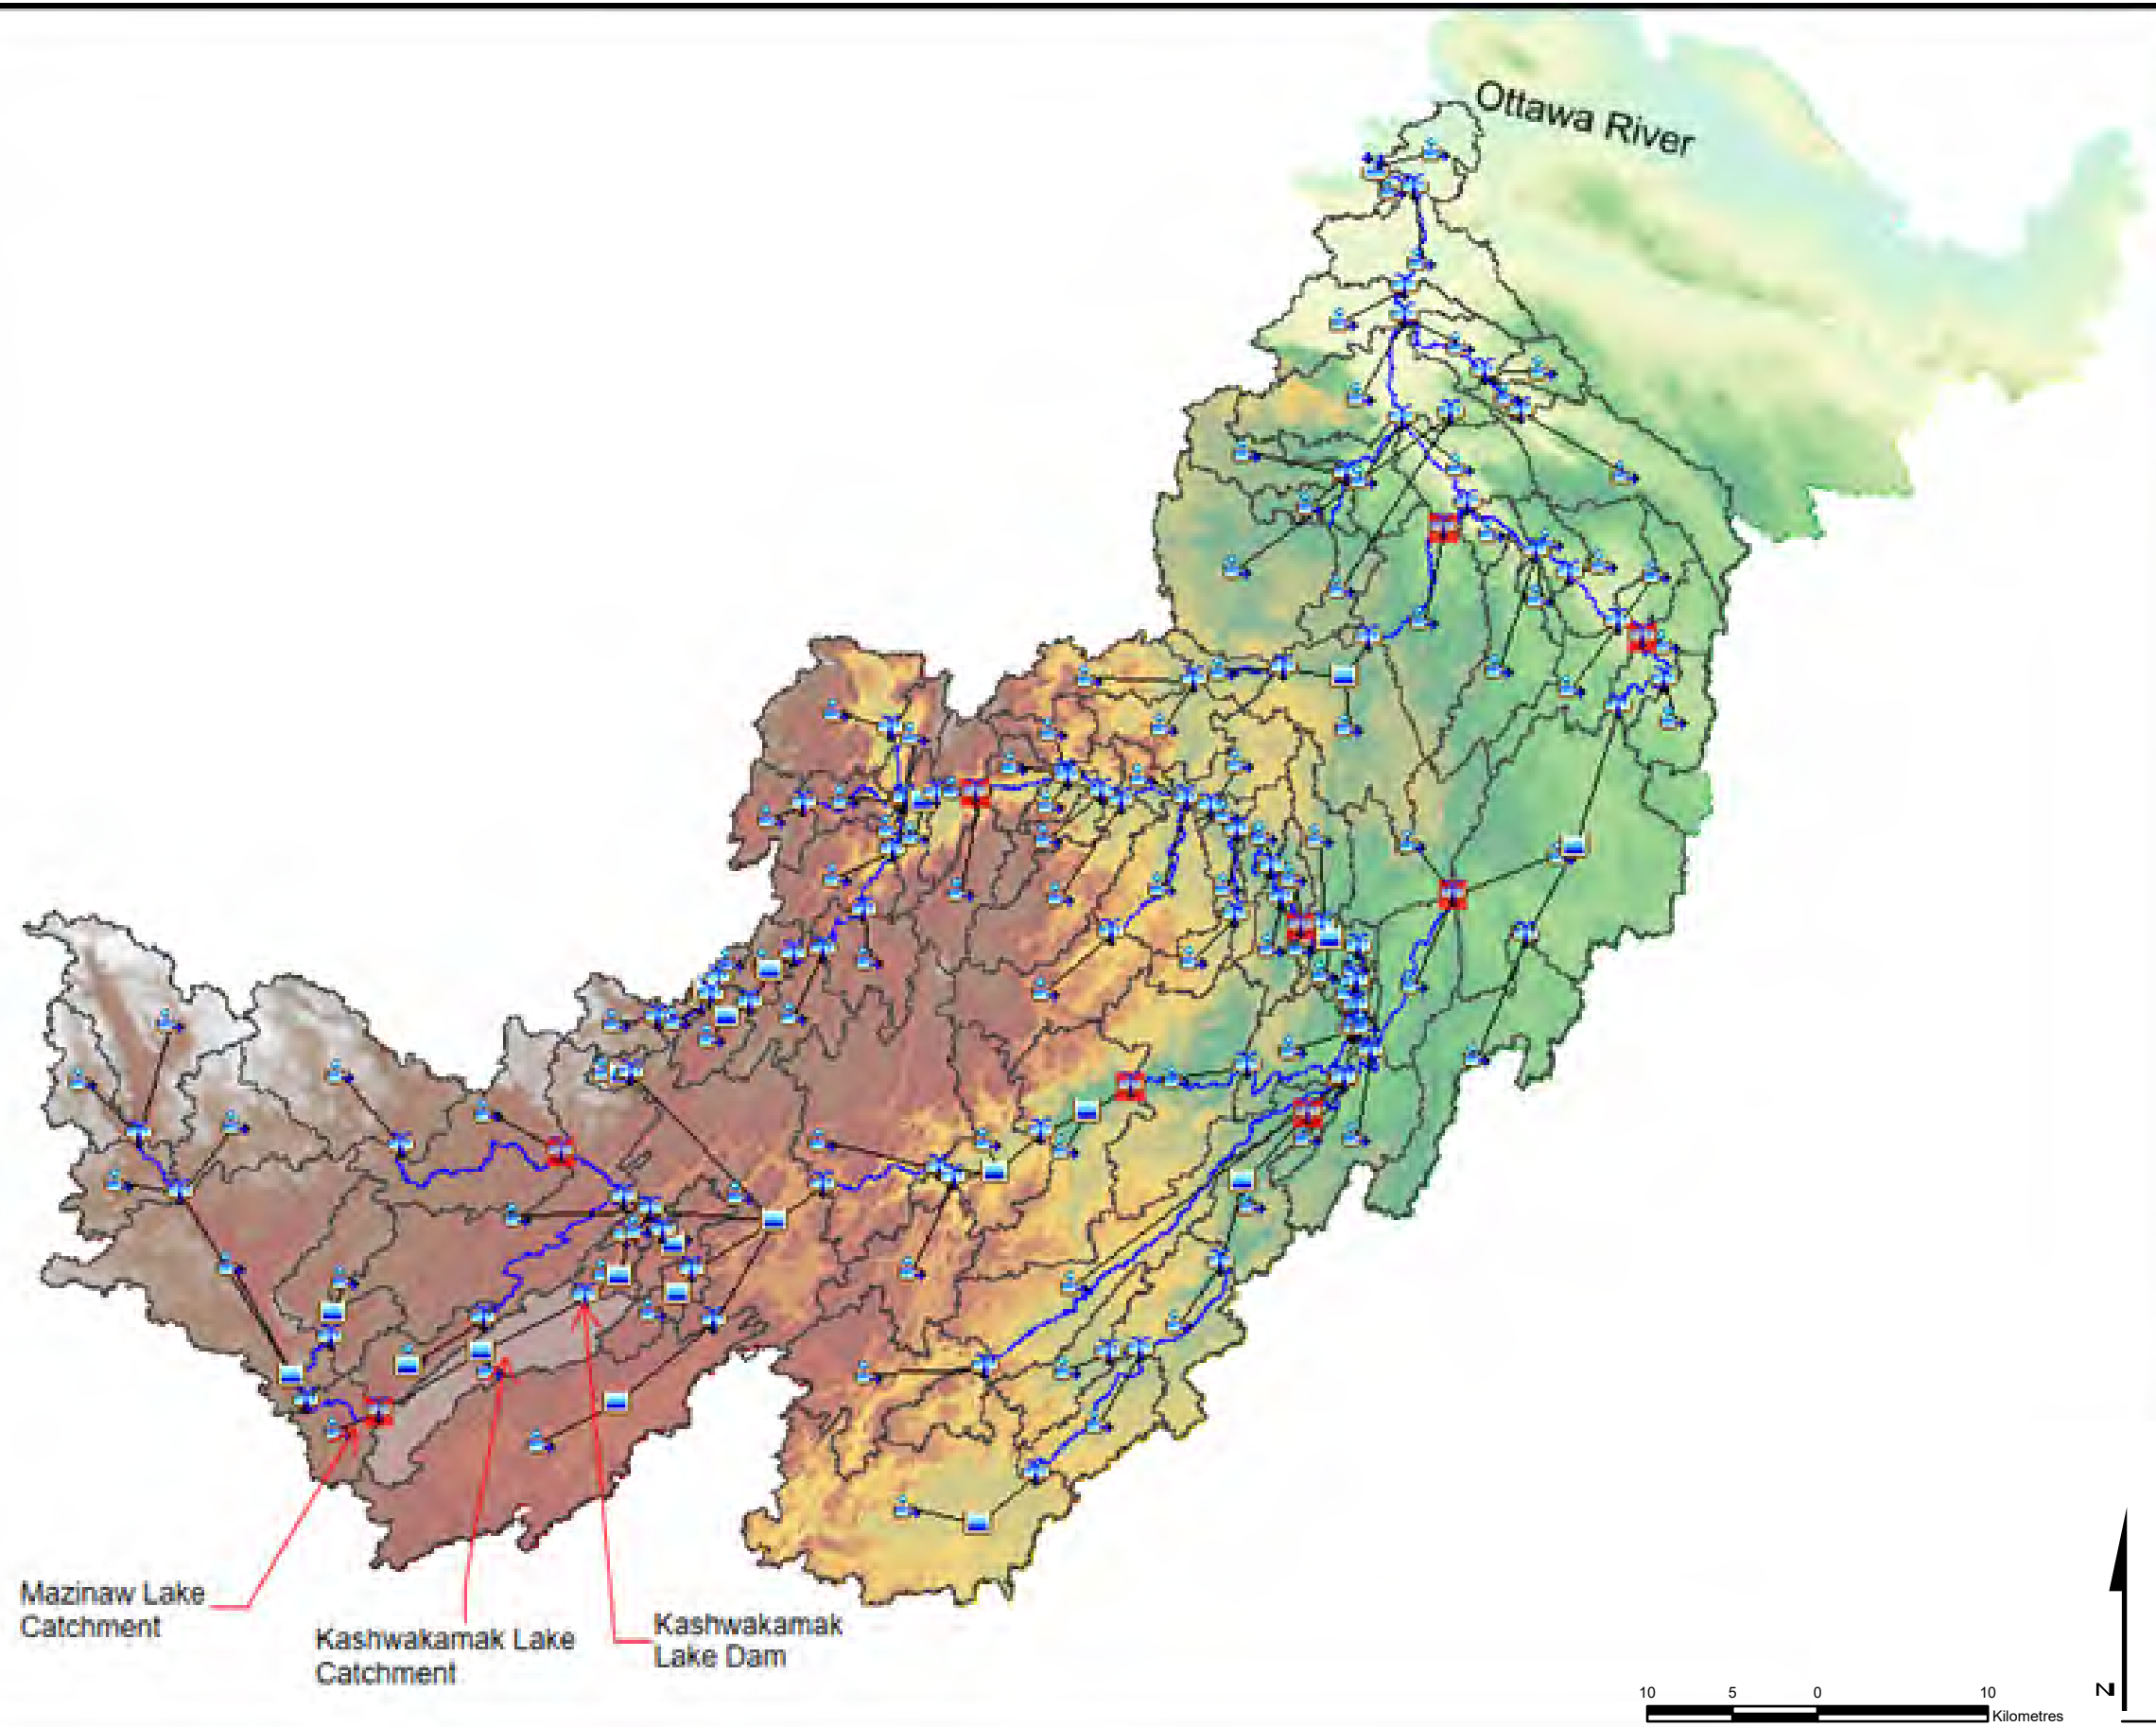 Ottawa River
Mazinaw Lake
Catchment
Kashwakamak Lake
Catchment
Kashwakamak
Lake Dam
10 5 0 10
Kilometres
N